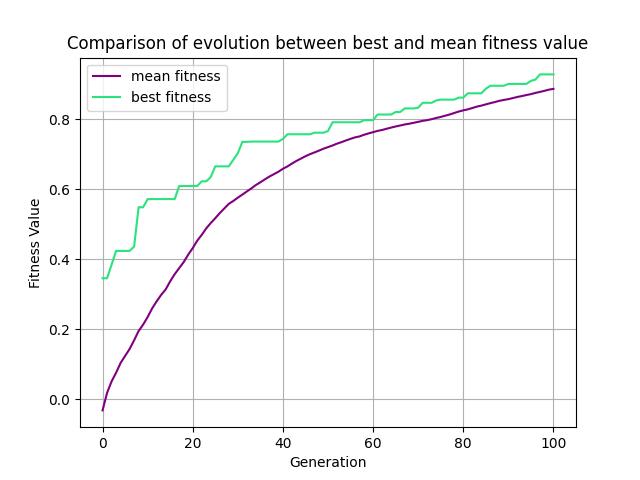 Comparison of evolution between best and mean fitness value
mean fitness
best fitness
Fitness Value
0.8
0.6
0.4
0.2
0.0
0 20 40 60 80 100
Generation